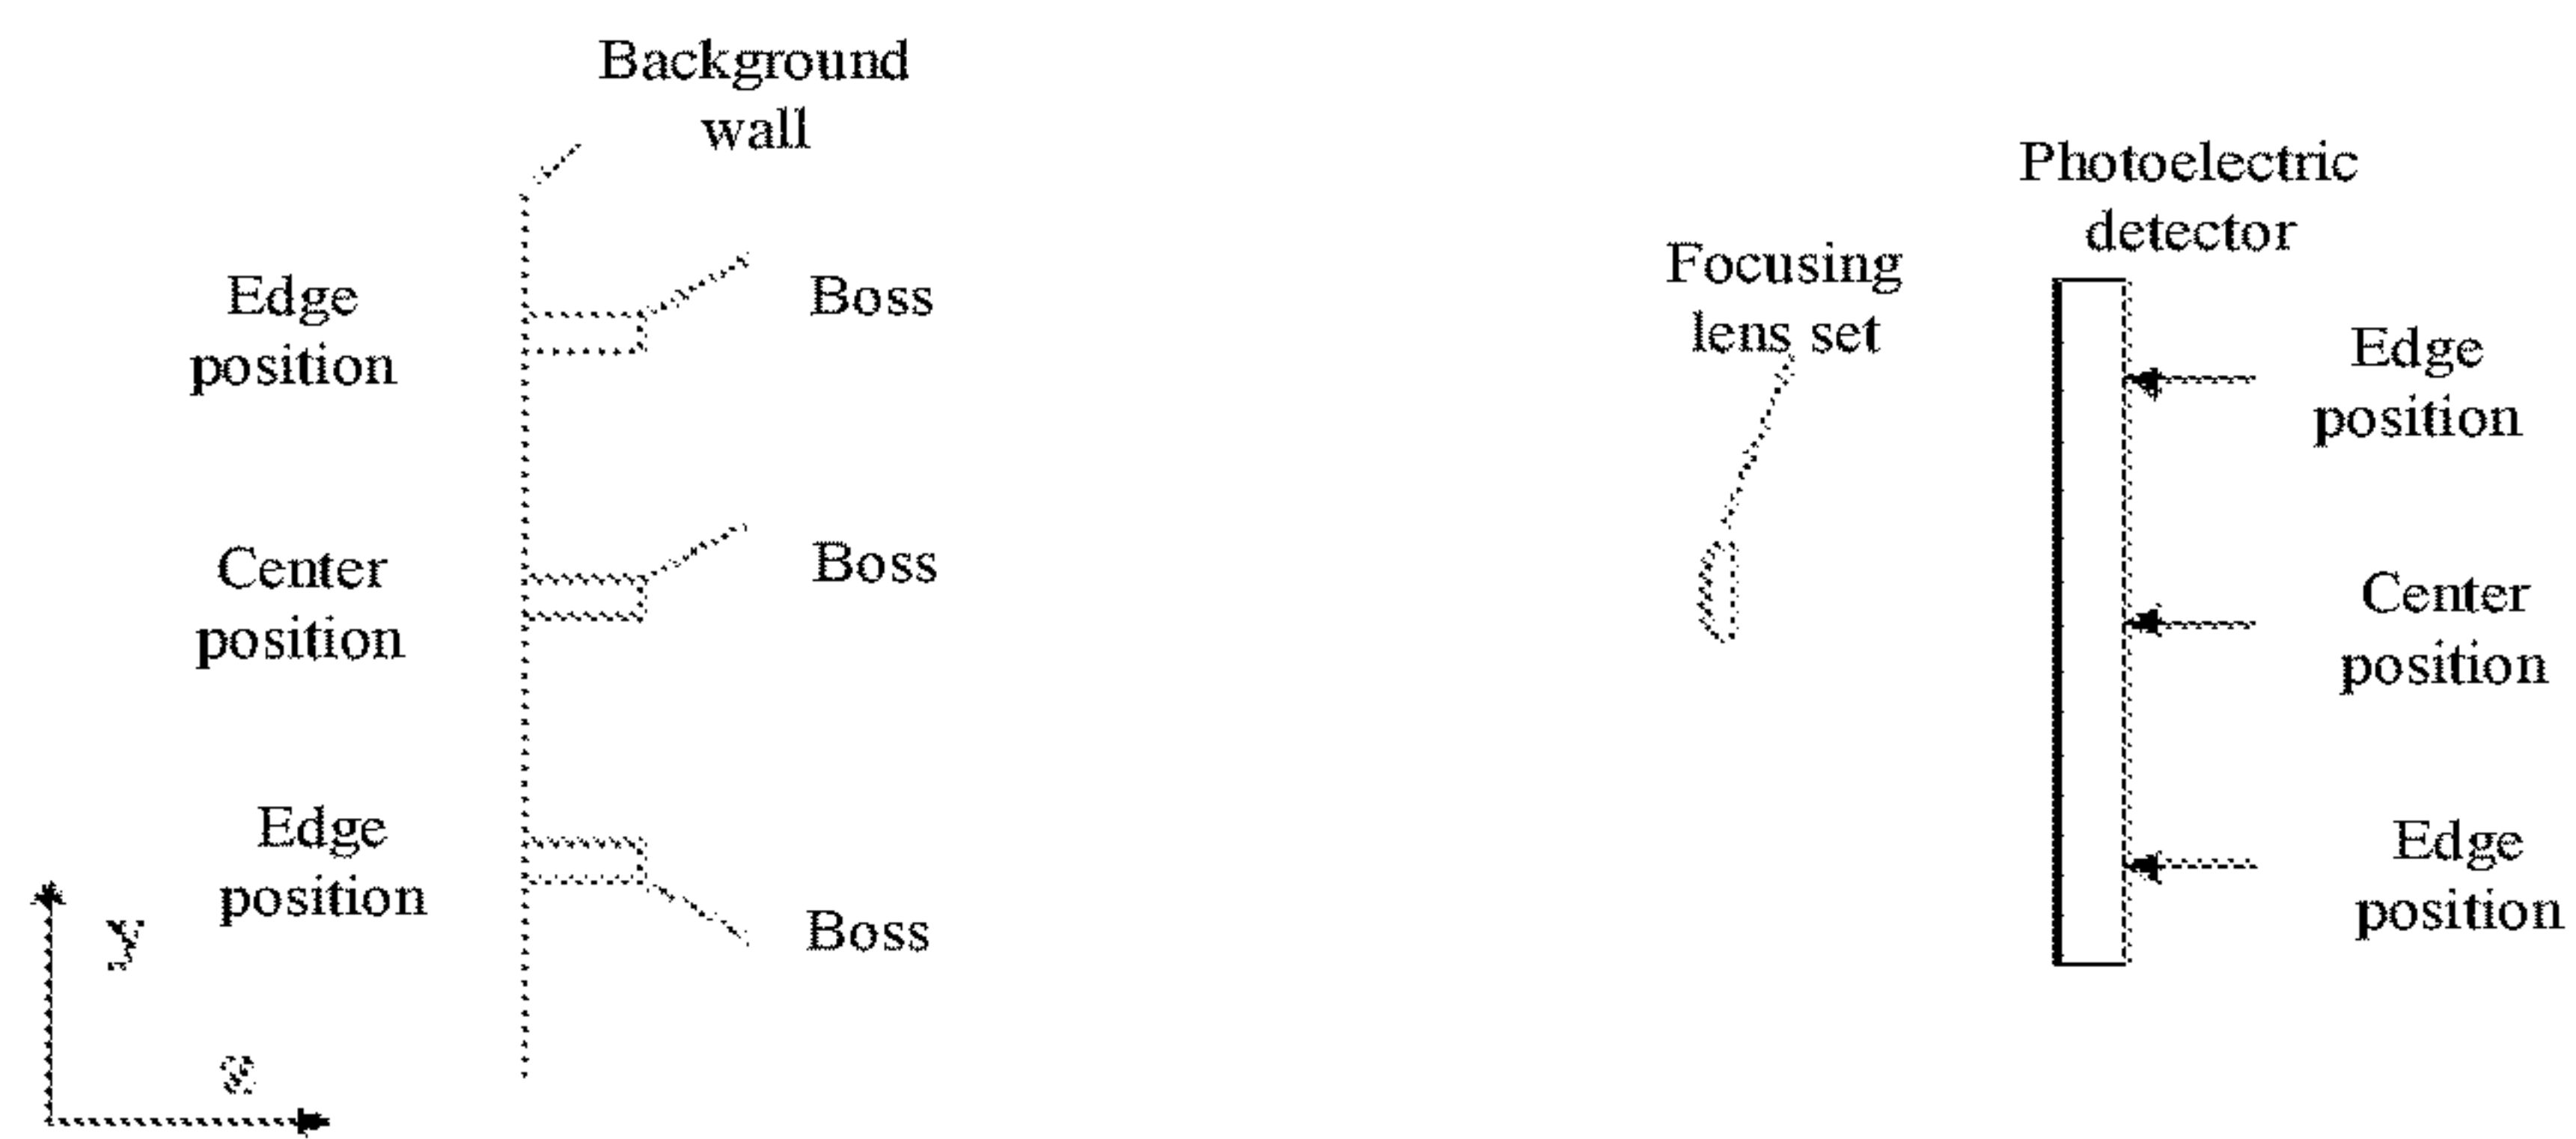 Background
wall
Photoelectric
detector
Focusing
lens set
Edge
position
Boss
Edge
position
Center
position
Boss
Center
position
Edge
position
Boss
Edge
position
y